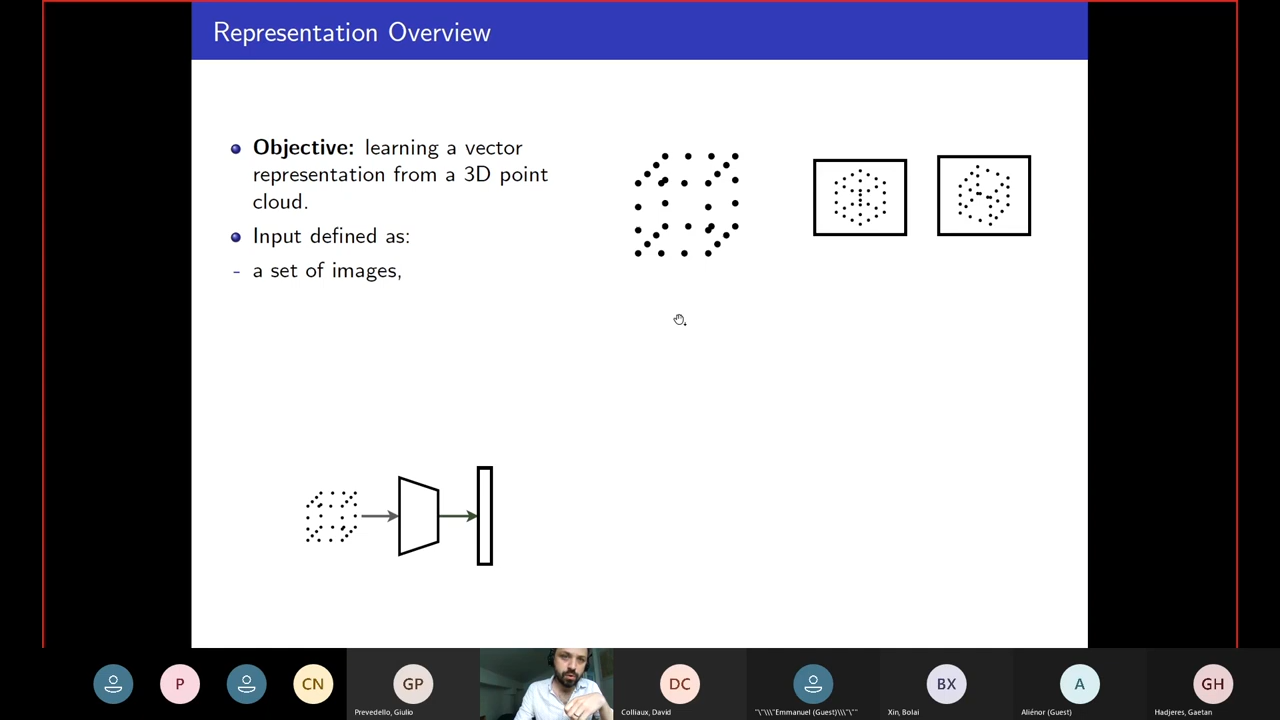 Representation Overview
Objective: learning a vector
representation from a 3D point
cloud.
Input defined as:
- a set of images,
P
CN
GP
DC
BX
A
GH
Prevedello, Giulio
Colliaux, David
"\"\\\"Emmanuel (Guest)\\\"\""
Xin, Bolai
Aliénor (Guest)
Hadjeres, Gaetan